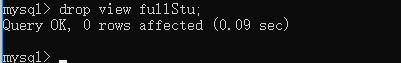 mysql> drop view fullStu;
Query OK, 0 rows affected (0.09 sec)
mysql>